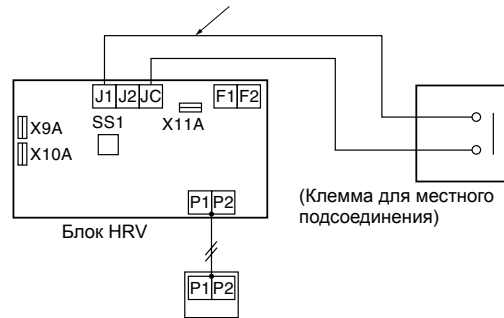 J1 J2 JC F1 F2
SS1 X11A
X9A
X10A
P1 P2
Блок HRV
(Клемма для местного
подсоединения)
P1 P2